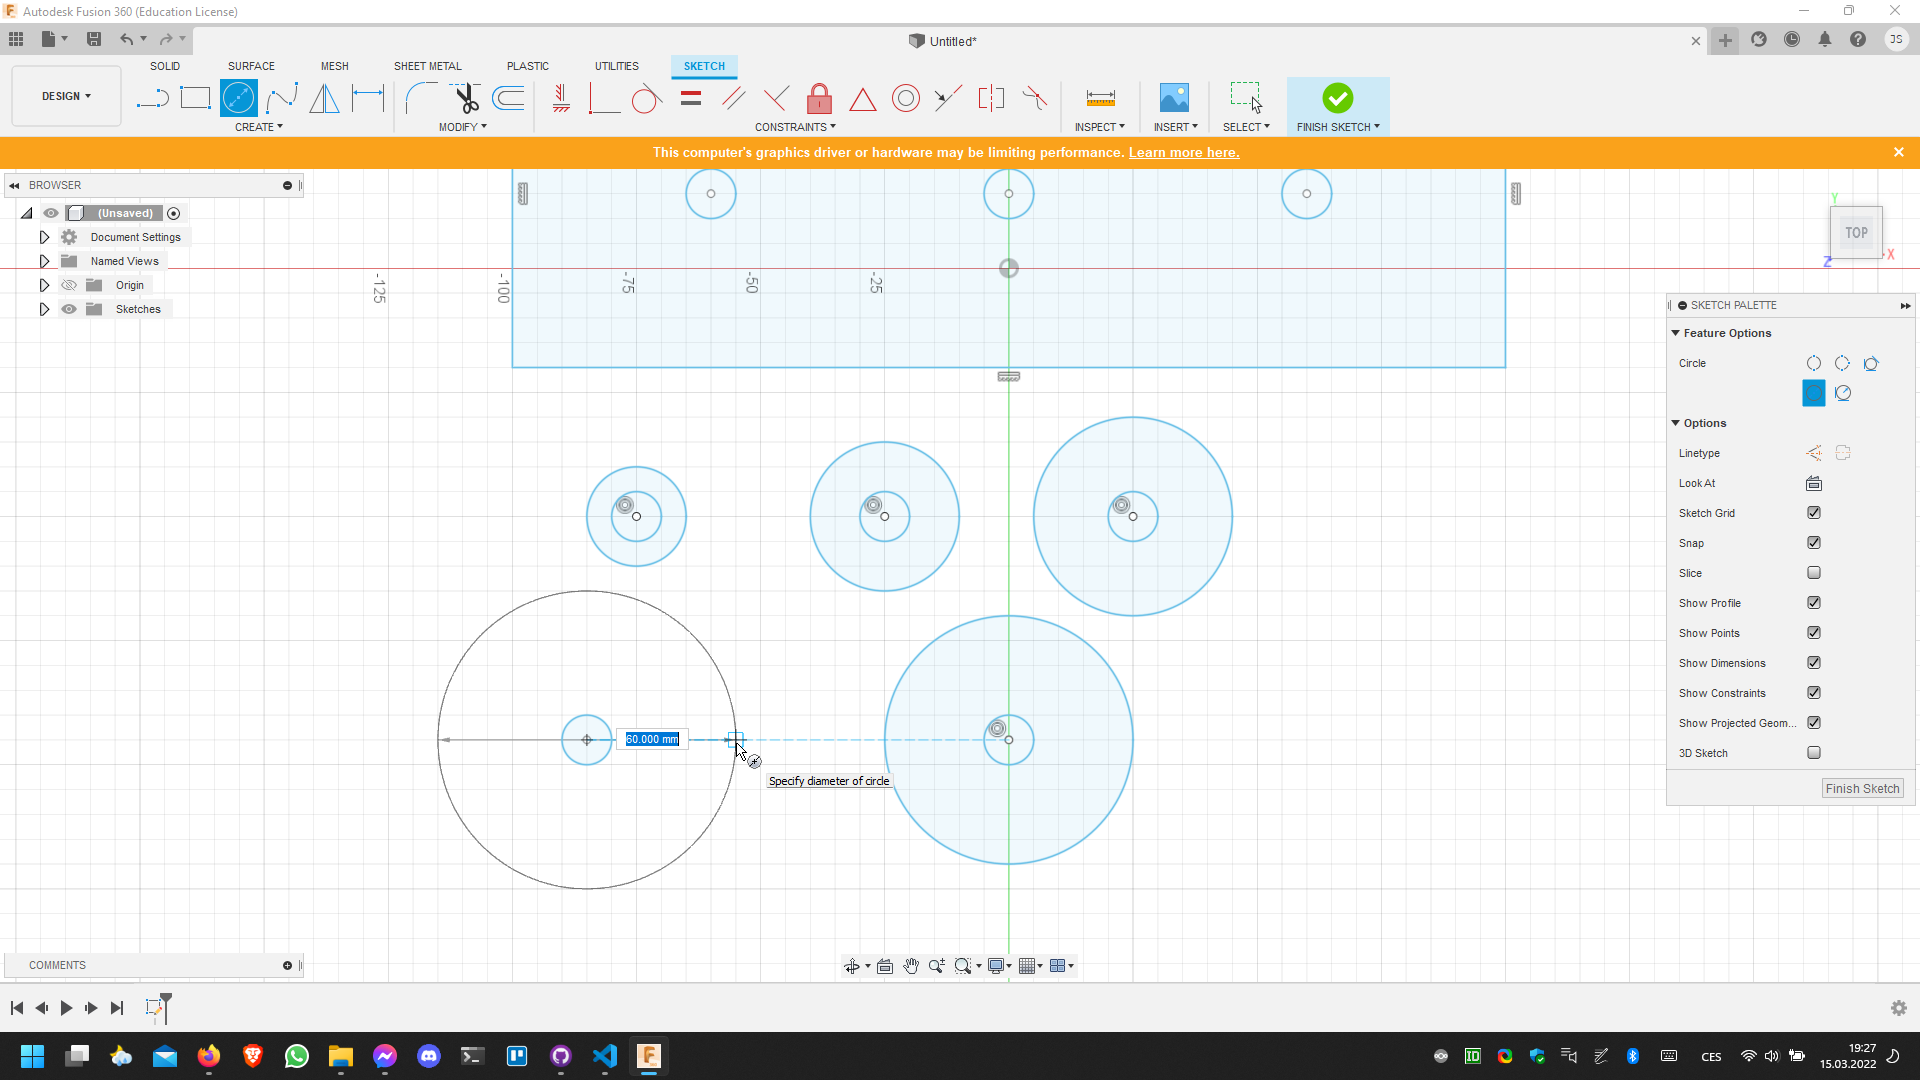 Autodesk Fusion 360 (Education License)
Untitled*
JS
SOLID
SURFACE
MESH
SHEET METAL
PLASTIC
UTILITIES
SKETCH
DESIGN
CREATE
MODIFY
CONSTRAINTS
INSPECT
INSERT
SELECT
FINISH SKETCH
This computer's graphics driver or hardware may be limiting performance. Learn more here.
BROWSER
(Unsaved)
Document Settings
Named Views
Origin
Sketches
-125
-100
-75
-50
-25
Y
TOP
X
Z
SKETCH PALETTE
Feature Options
Circle
Options
Linetype
Look At
Sketch Grid
Snap
Slice
Show Profile
Show Points
Show Dimensions
Show Constraints
Show Projected Geom...
3D Sketch
Finish Sketch
60.000 mm
Specify diameter of circle
COMMENTS
ID
CES
19:27
15.03.2022